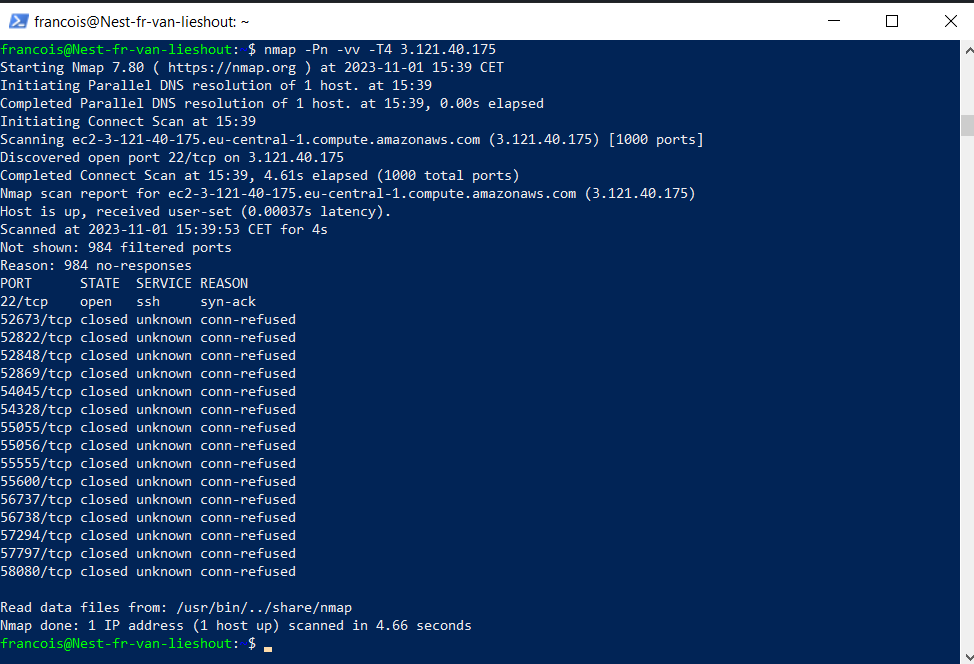 francois@Nest-fr-van-lieshout: ~
francois@Nest-fr-van-lieshout:~$ nmap -Pn -vv -T4 3.121.40.175
Starting Nmap 7.80 ( https://nmap.org ) at 2023-11-01 15:39 CET
Initiating Parallel DNS resolution of 1 host. at 15:39
Completed Parallel DNS resolution of 1 host. at 15:39, 0.00s elapsed
Initiating Connect Scan at 15:39
Scanning ec2-3-121-40-175.eu-central-1.compute.amazonaws.com (3.121.40.175) [1000 ports]
Discovered open port 22/tcp on 3.121.40.175
Completed Connect Scan at 15:39, 4.61s elapsed (1000 total ports)
Nmap scan report for ec2-3-121-40-175.eu-central-1.compute.amazonaws.com (3.121.40.175)
Host is up, received user-set (0.00037s latency).
Scanned at 2023-11-01 15:39:53 CET for 4s
Not shown: 984 filtered ports
Reason: 984 no-responses
PORT      STATE  SERVICE REASON
22/tcp    open   ssh     syn-ack
52673/tcp closed unknown conn-refused
52822/tcp closed unknown conn-refused
52848/tcp closed unknown conn-refused
52869/tcp closed unknown conn-refused
54045/tcp closed unknown conn-refused
54328/tcp closed unknown conn-refused
55055/tcp closed unknown conn-refused
55056/tcp closed unknown conn-refused
55555/tcp closed unknown conn-refused
55600/tcp closed unknown conn-refused
56737/tcp closed unknown conn-refused
56738/tcp closed unknown conn-refused
57294/tcp closed unknown conn-refused
57797/tcp closed unknown conn-refused
58080/tcp closed unknown conn-refused
Read data files from: /usr/bin/../share/nmap
Nmap done: 1 IP address (1 host up) scanned in 4.66 seconds
francois@Nest-fr-van-lieshout:~$